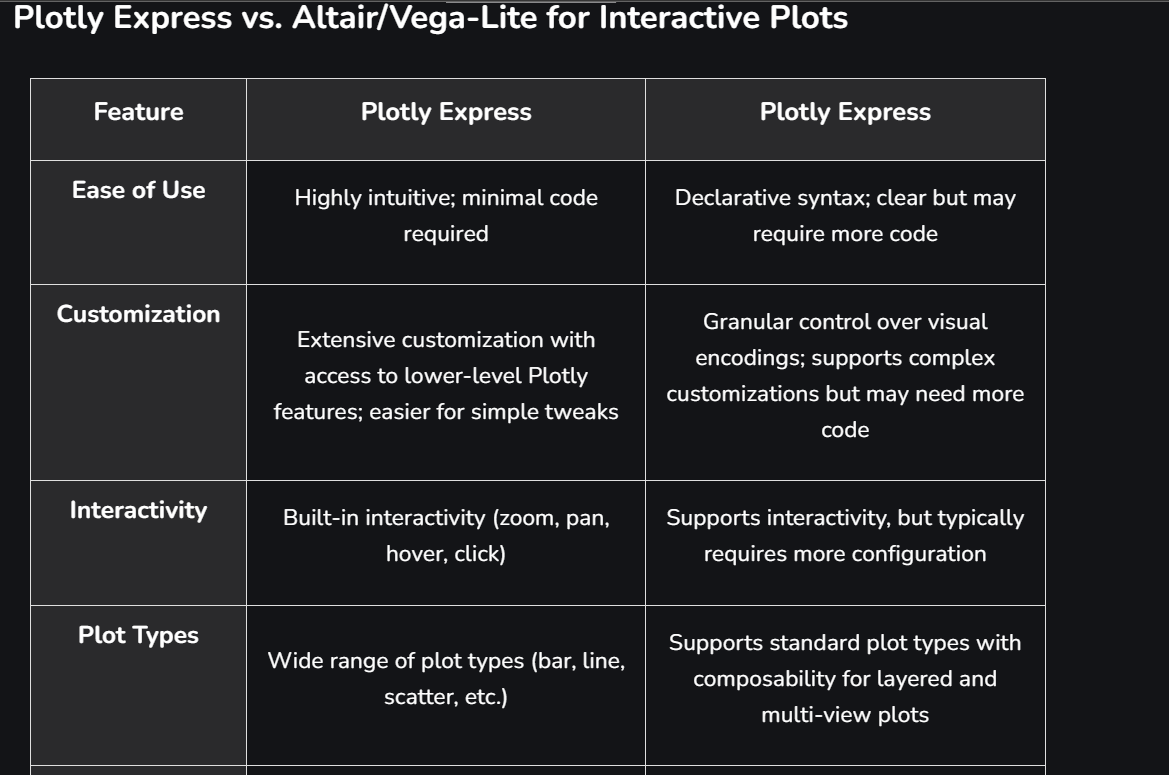 Plotly Express vs. Altair/Vega-Lite for Interactive Plots
Feature
Plotly Express
Plotly Express
Ease of Use
Highly intuitive; minimal code
required
Declarative syntax; clear but may
require more code
Customization
Extensive customization with
access to lower-level Plotly
features; easier for simple tweaks
Granular control over visual
encodings; supports complex
customizations but may need more
code
Interactivity
Built-in interactivity (zoom, pan,
hover, click)
Supports interactivity, but typically
requires more configuration
Plot Types
Wide range of plot types (bar, line,
scatter, etc.)
Supports standard plot types with
composability for layered and
multi-view plots